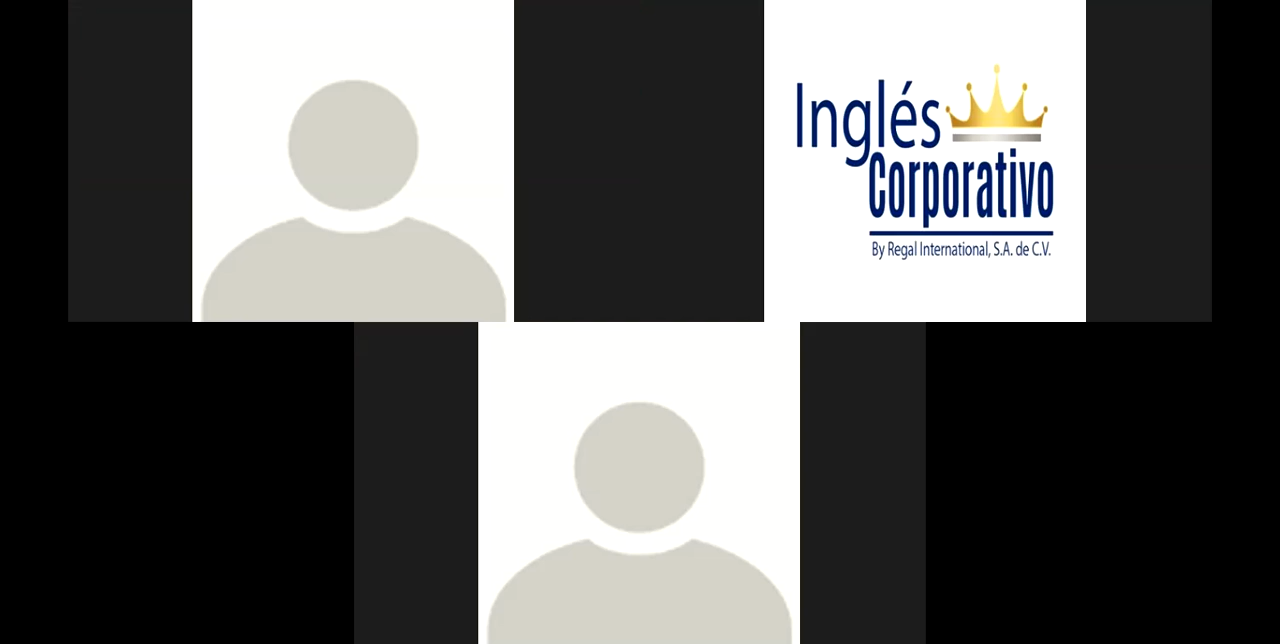 Inglés
Corporativo
By Regal International, S.A. de C.V.